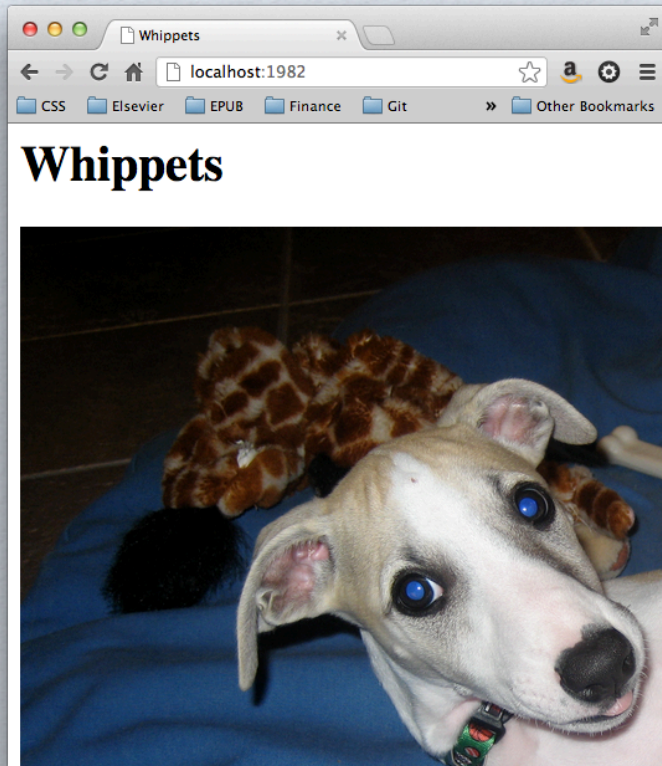 Whippets
localhost:1982
a
CSS Elsevier EPUB Finance Git » Other Bookmarks
Whippets